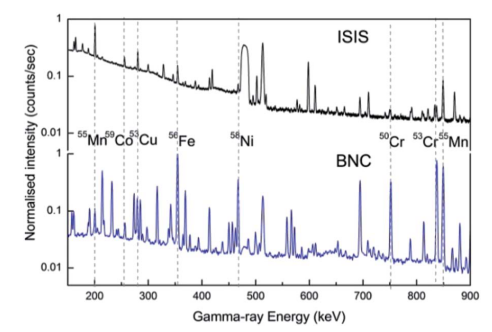 Normalised intensity (counts/sec)
1
0.1
0.01
ISIS
55Mn 59Co 53Cu 56Fe 58Ni 50Cr 53Cr 55Mn
1
0.1
0.01
BNC
200 300 400 500 600 700 800 900
Gamma-ray Energy (keV)